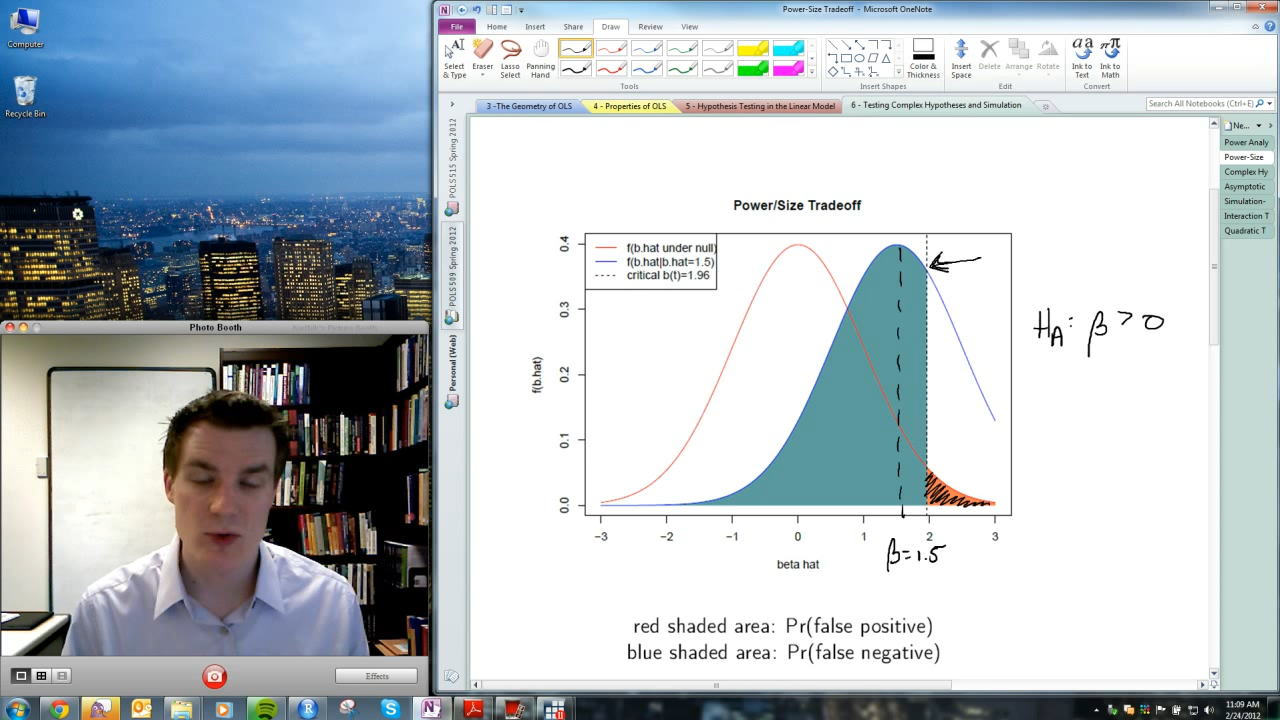 Computer
Recycle Bin
Power-Size Tradeoff - Microsoft OneNote
File Home Insert Share Draw Review View
Select & Type
Eraser
Lasso Select
Panning Hand
Color & Thickness
Insert Space
Delete
Arrange
Rotate
Ink to Text
Ink to Math
Tools
Insert Shapes
Edit
Convert
3 -The Geometry of OLS
4 - Properties of OLS
5 - Hypothesis Testing in the Linear Model
6 - Testing Complex Hypotheses and Simulation
Search All Notebooks (Ctrl+E)
POLS 515 Spring 2012
POLS 509 Spring 2012
Personal (Web)
Ne...
Power Analy
Power-Size
Complex Hy
Asymptotic
Simulation-
Interaction T
Quadratic T
Power/Size Tradeoff
f(b.hat under null)
f(b.hat|b.hat=1.5)
critical b(t)=1.96
f(b.hat)
0.4
0.3
0.2
0.1
0.0
−3 −2 −1 0 1 2 3
beta hat
β=1.5
H_A: β > 0
red shaded area: Pr(false positive)
blue shaded area: Pr(false negative)
Photo Booth
Effects
11:09 AM
2/24/2012